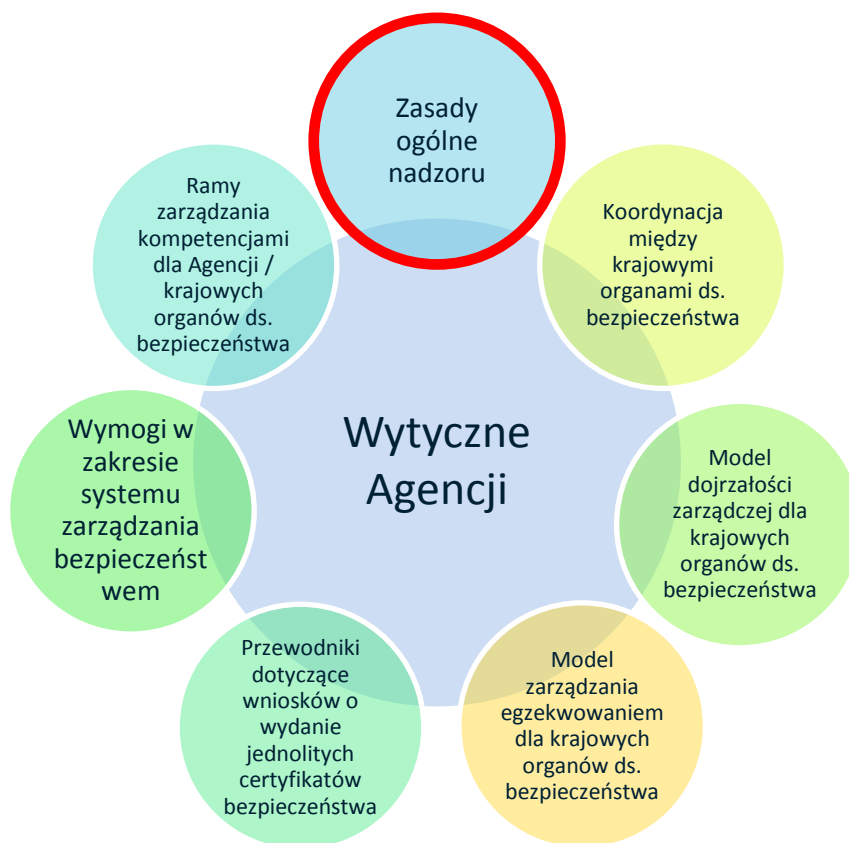 Zasady
ogólne
nadzoru
Koordynacja
między
krajowymi
organami ds.
bezpieczeństwa
Model
dojrzałości
zarządczej dla
krajowych
organów ds.
bezpieczeństwa
Model
zarządzania
egzekwowaniem
dla krajowych
organów ds.
bezpieczeństwa
Przewodniki
dotyczące
wniosków o
wydanie
jednolitych
certyfikatów
bezpieczeństwa
Wymogi w
zakresie
systemu
zarządzania
bezpieczeńst
wem
Ramy
zarządzania
kompetencjami
dla Agencji /
krajowych
organów ds.
bezpieczeństwa
Wytyczne
Agencji